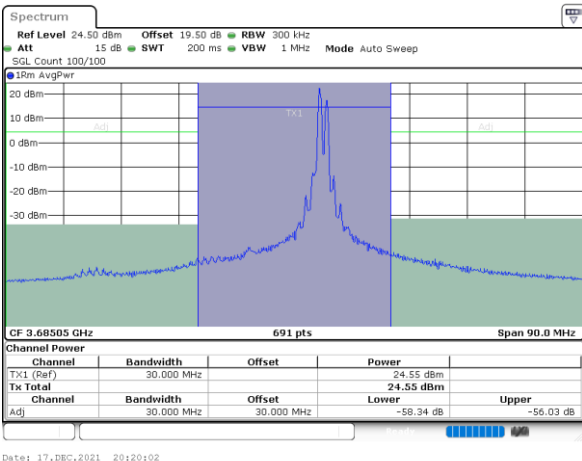 Spectrum
Ref Level 24.50 dBm Offset 19.50 dB RBW 300 kHz
Att 15 dB SWT 200 ms VBW 1 MHz Mode Auto Sweep
SGL Count 100/100
1Rm AvgPwr
20 dBm
TX1
10 dBm
Adj Adj
0 dBm
-10 dBm
-20 dBm
-30 dBm
CF 3.68505 GHz 691 pts Span 90.0 MHz
Channel Power
Channel Bandwidth Offset Power
TX1 (Ref) 30.000 MHz 24.55 dBm
Tx Total 24.55 dBm
Channel Bandwidth Offset Lower Upper
Adj 30.000 MHz 30.000 MHz -58.34 dB -56.03 dB
Ready
Date: 17.DEC.2021 20:20:02